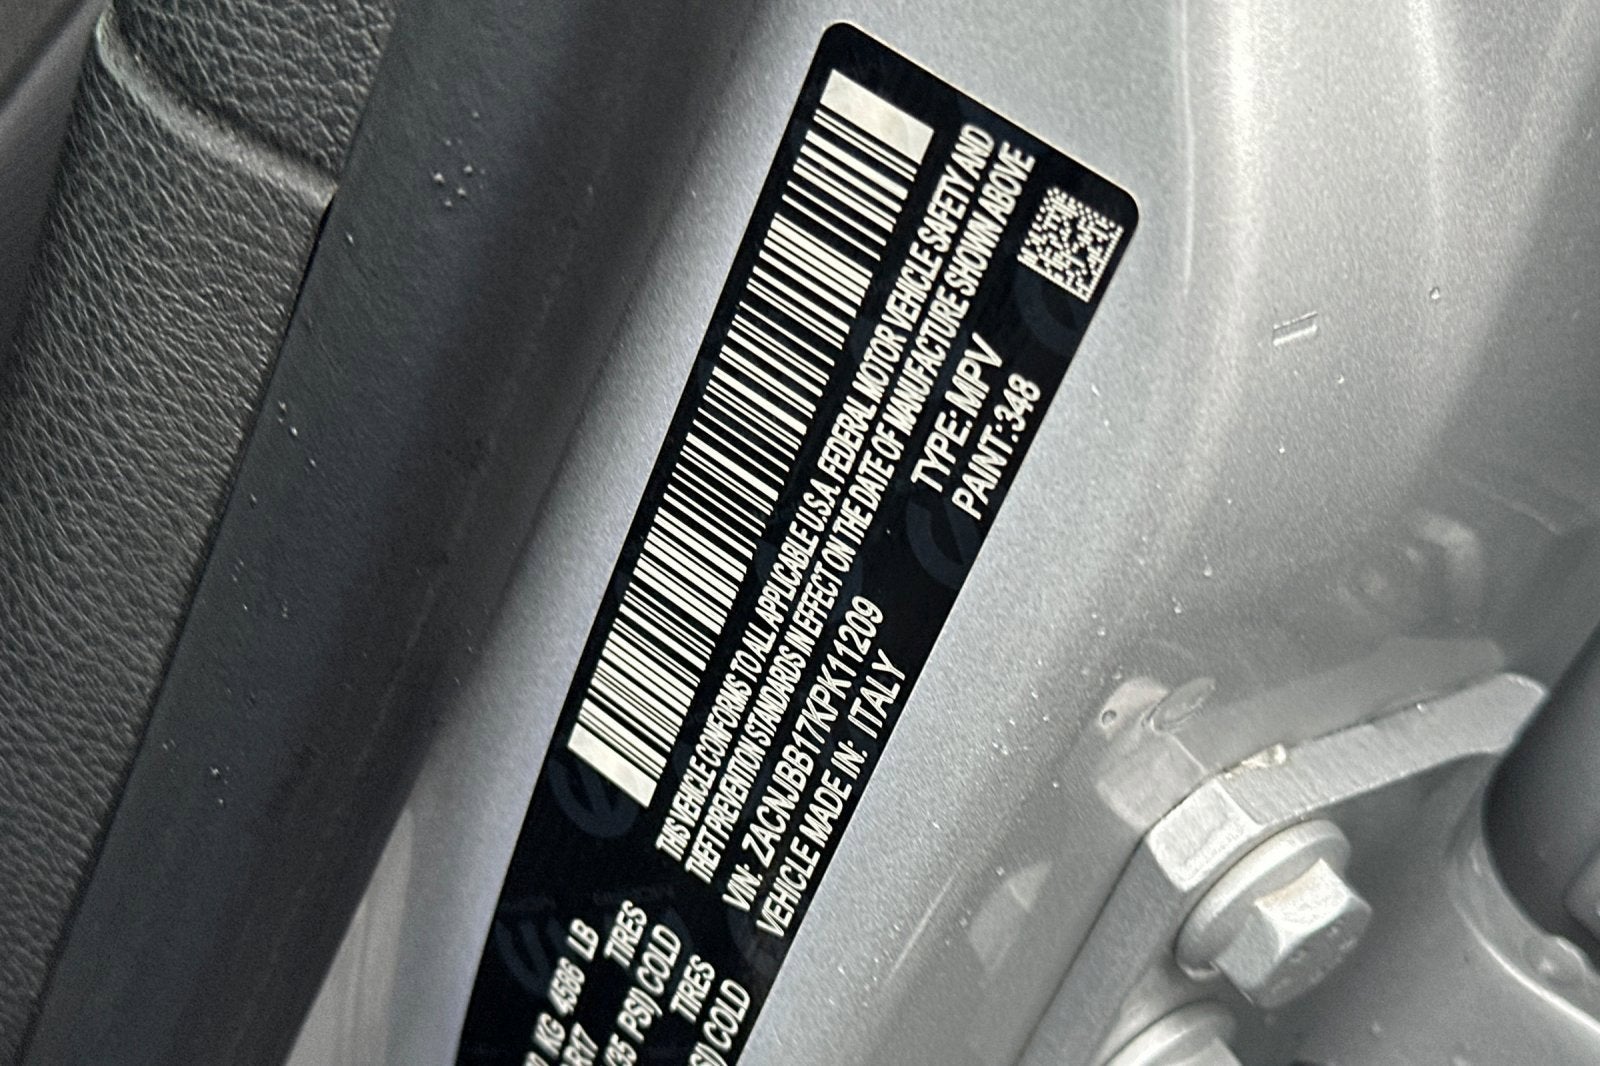 KG 4586 LB
R17 TIRES
35 PSI) COLD
TIRES
COLD
THIS VEHICLE CONFORMS TO ALL APPLICABLE U.S.A. FEDERAL MOTOR VEHICLE SAFETY AND
THEFT PREVENTION STANDARDS IN EFFECT ON THE DATE OF MANUFACTURE SHOWN ABOVE
VIN: ZACNJBB17KPK11209 TYPE: MPV
VEHICLE MADE IN: ITALY PAINT:348